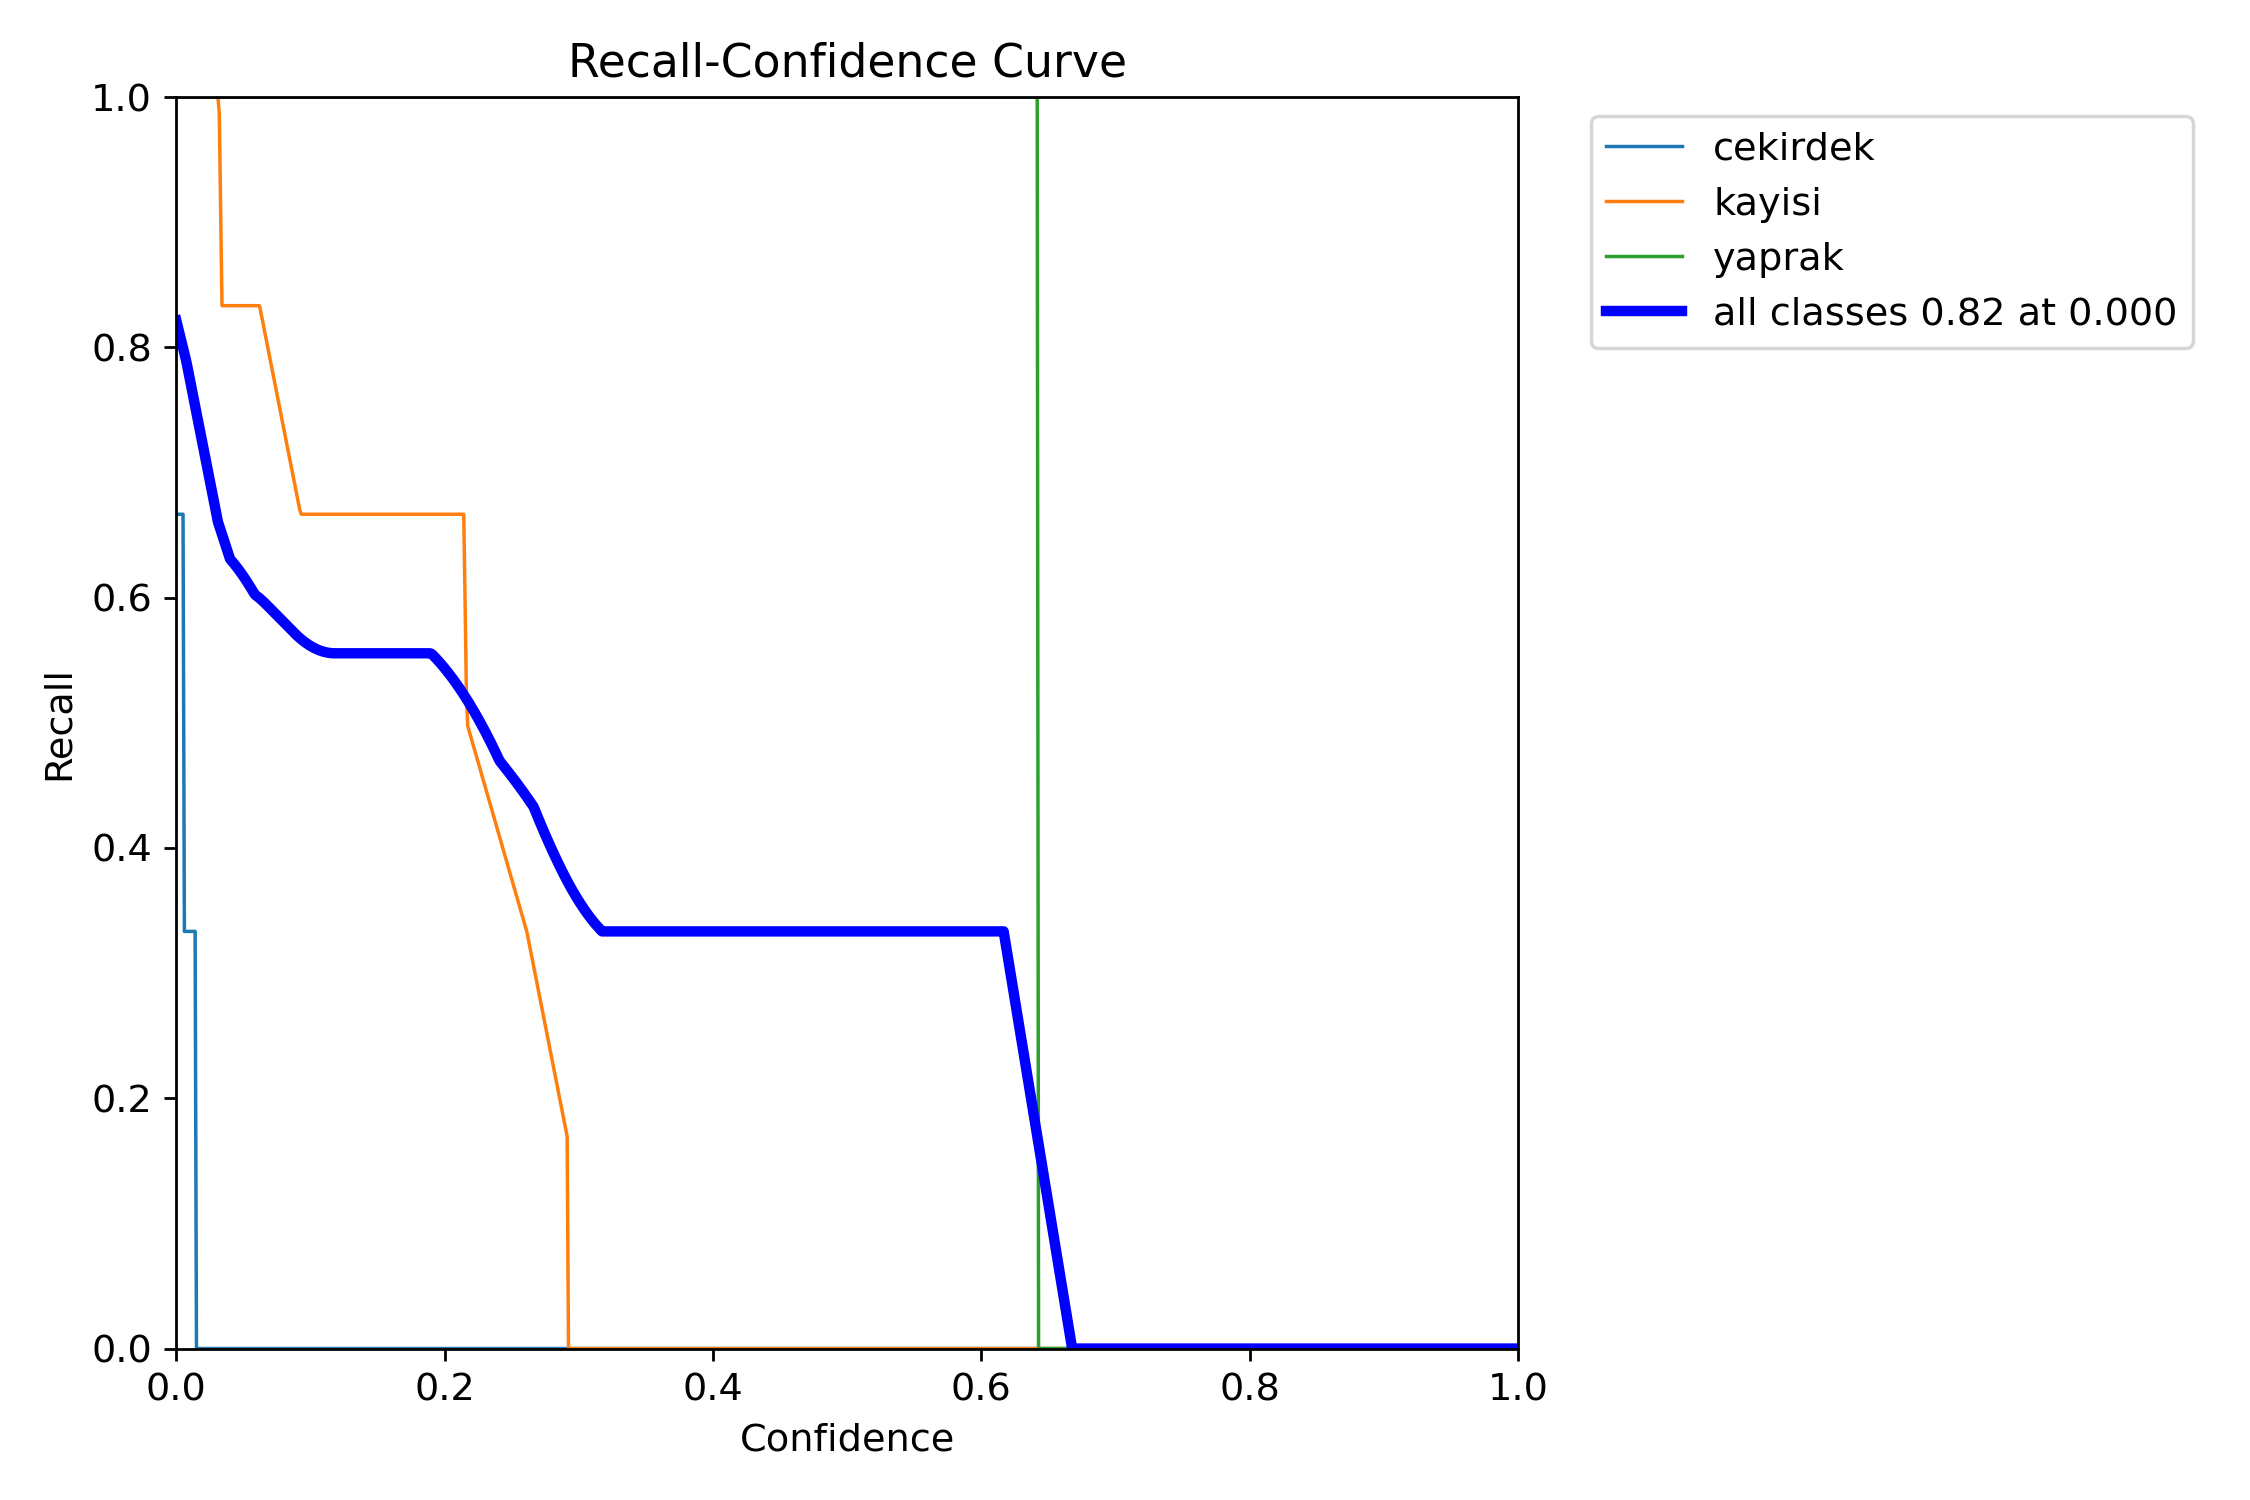 Recall-Confidence Curve
1.0
0.8
0.6
0.4
0.2
0.0
Recall
0.0 0.2 0.4 0.6 0.8 1.0
Confidence
cekirdek
kayisi
yaprak
all classes 0.82 at 0.000